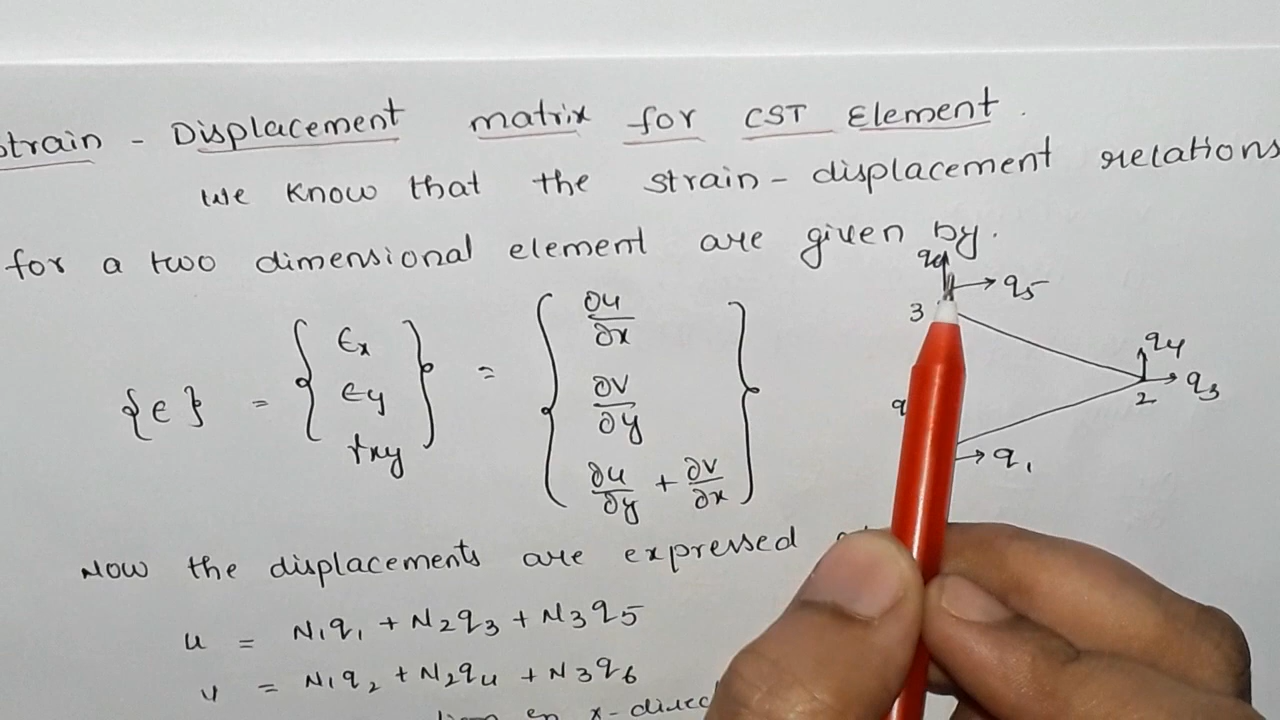 strain - Displacement matrix for CST Element.
We know that the strain - displacement relations
for a two dimensional element are given by.
{ϵ} = { ϵx ϵy γxy } = { ∂u/∂x ∂v/∂y ∂u/∂y + ∂v/∂x }
q6
q5
3
q4
q3
2
q
q1
Now the displacements are expressed
u = N1q1 + N2q3 + N3q5
v = N1q2 + N2q4 + N3q6
x-direc